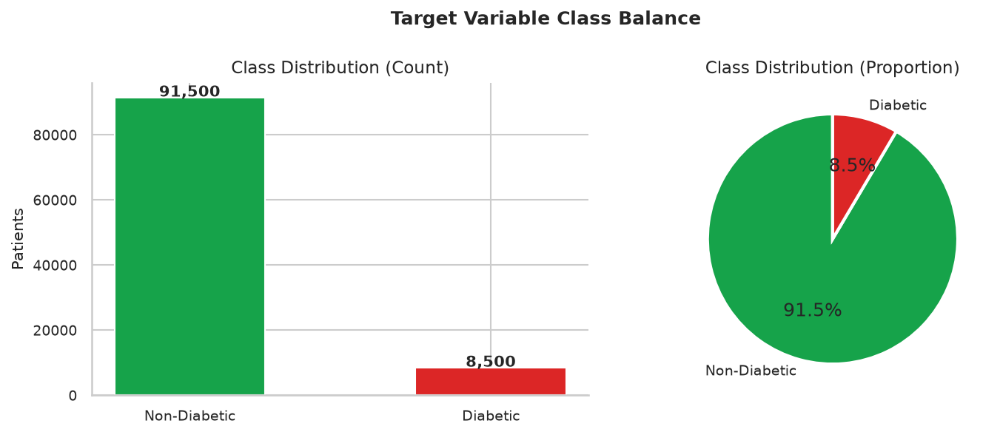 Target Variable Class Balance
Class Distribution (Count)
91,500
80000
60000
40000
20000
0
Patients
8,500
Non-Diabetic
Diabetic
Class Distribution (Proportion)
Diabetic
8.5%
91.5%
Non-Diabetic